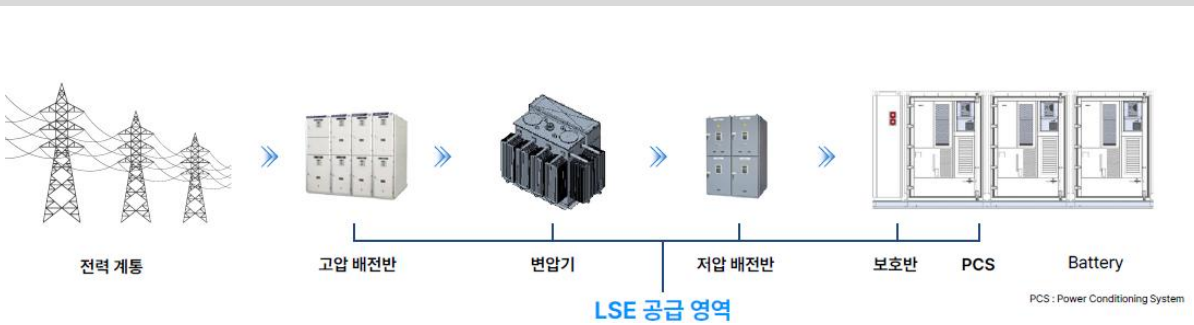 전력 계통
고압 배전반
변압기
저압 배전반
보호반
PCS
Battery
PCS : Power Conditioning System
LSE 공급 영역